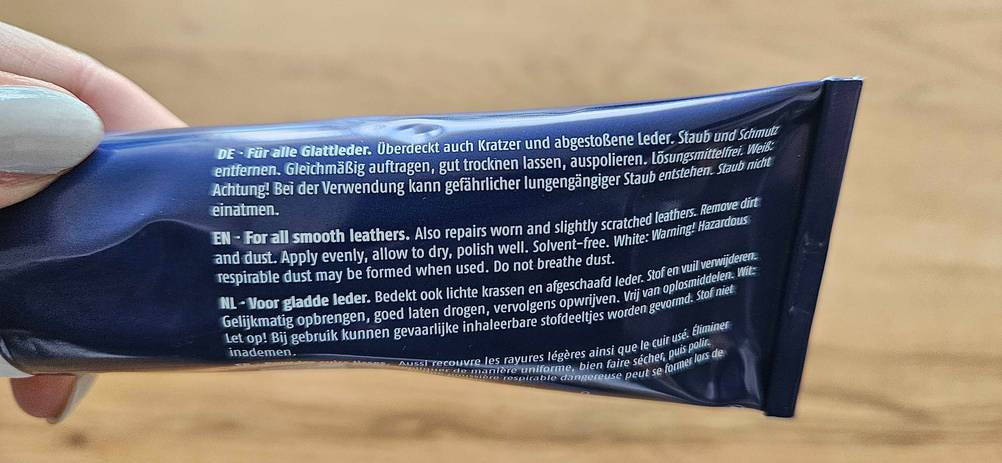 DE - Für alle Glattleder. Überdeckt auch Kratzer und abgestoßene Leder. Staub und Schmutz
entfernen. Gleichmäßig auftragen, gut trocknen lassen, auspolieren. Lösungsmittelfrei. Weiß:
Achtung! Bei der Verwendung kann gefährlicher lungengängiger Staub entstehen. Staub nicht
einatmen.
EN - For all smooth leathers. Also repairs worn and slightly scratched leathers. Remove dirt
and dust. Apply evenly, allow to dry, polish well. Solvent-free. White: Warning! Hazardous
respirable dust may be formed when used. Do not breathe dust.
NL - Voor gladde leder. Bedekt ook lichte krassen en afgeschaafd leder. Stof en vuil verwijderen.
Gelijkmatig opbrengen, goed laten drogen, vervolgens opwrijven. Vrij van oplosmiddelen. Wit:
Let op! Bij gebruik kunnen gevaarlijke inhaleerbare stofdeeltjes worden gevormd. Stof niet
inademen.
Aussi recouvre les rayures légères ainsi que le cuir usé. Éliminer
de manière uniforme, bien faire sécher, puis polir.
respirable dangereuse peut se former lors de